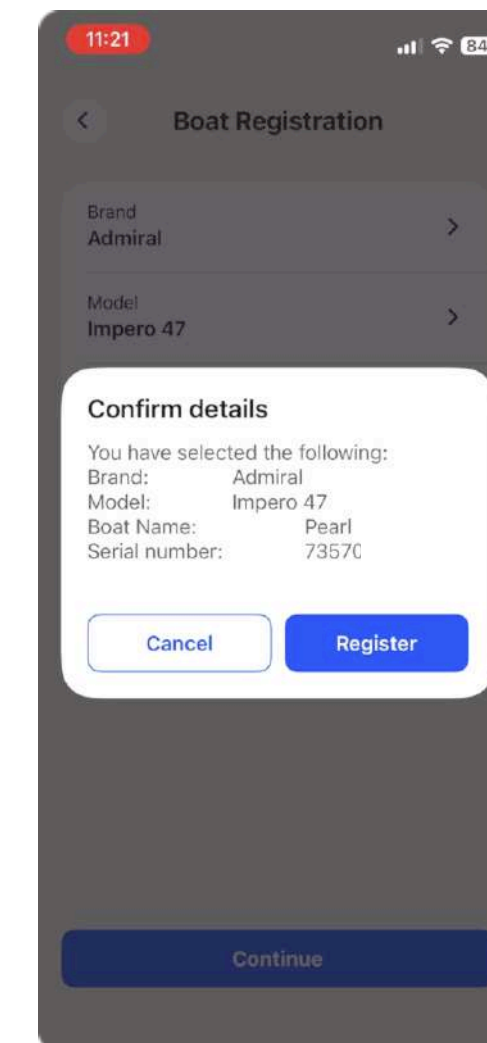 11:21
84
Boat Registration
Brand
Admiral
Model
Impero 47
Confirm details
You have selected the following:
Brand: Admiral
Model: Impero 47
Boat Name: Pearl
Serial number: 73570
Cancel Register
Continue